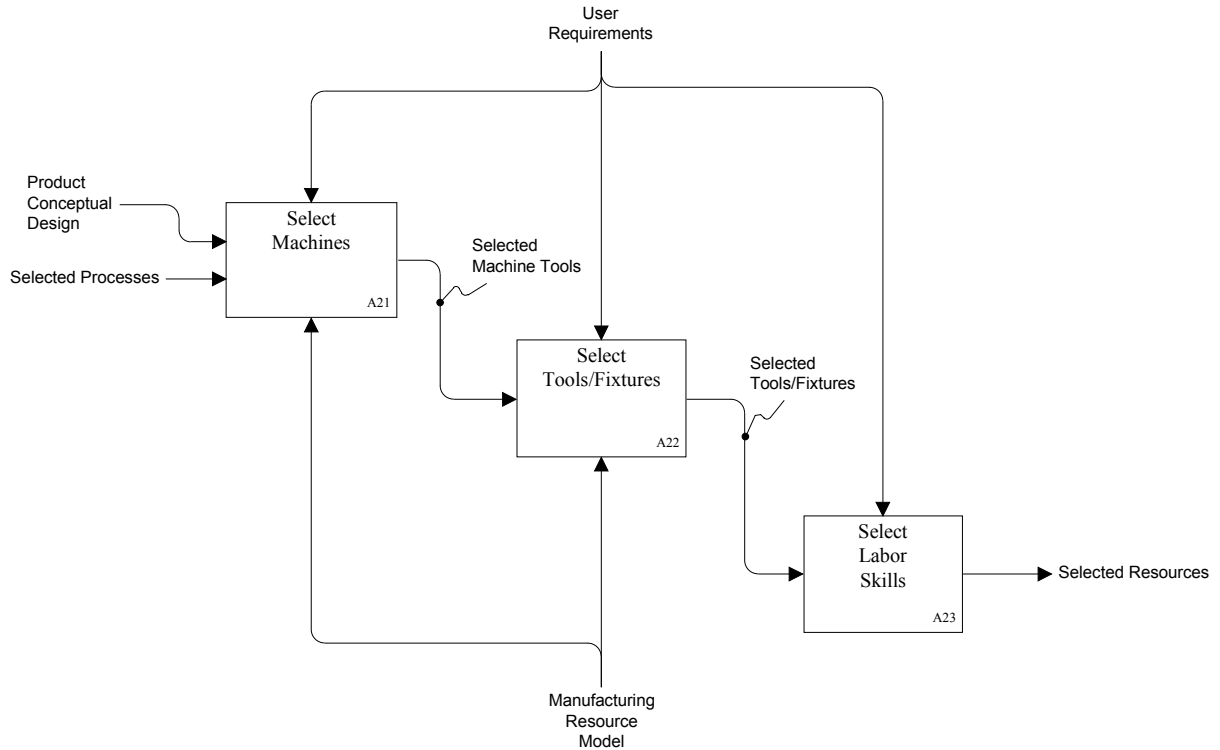 User
Requirements
Product
Conceptual
Design
Select
Machines
Selected
Machine Tools
Selected Processes
A21
Select
Tools/Fixtures
Selected
Tools/Fixtures
A22
Select
Labor
Skills
Selected Resources
A23
Manufacturing
Resource
Model